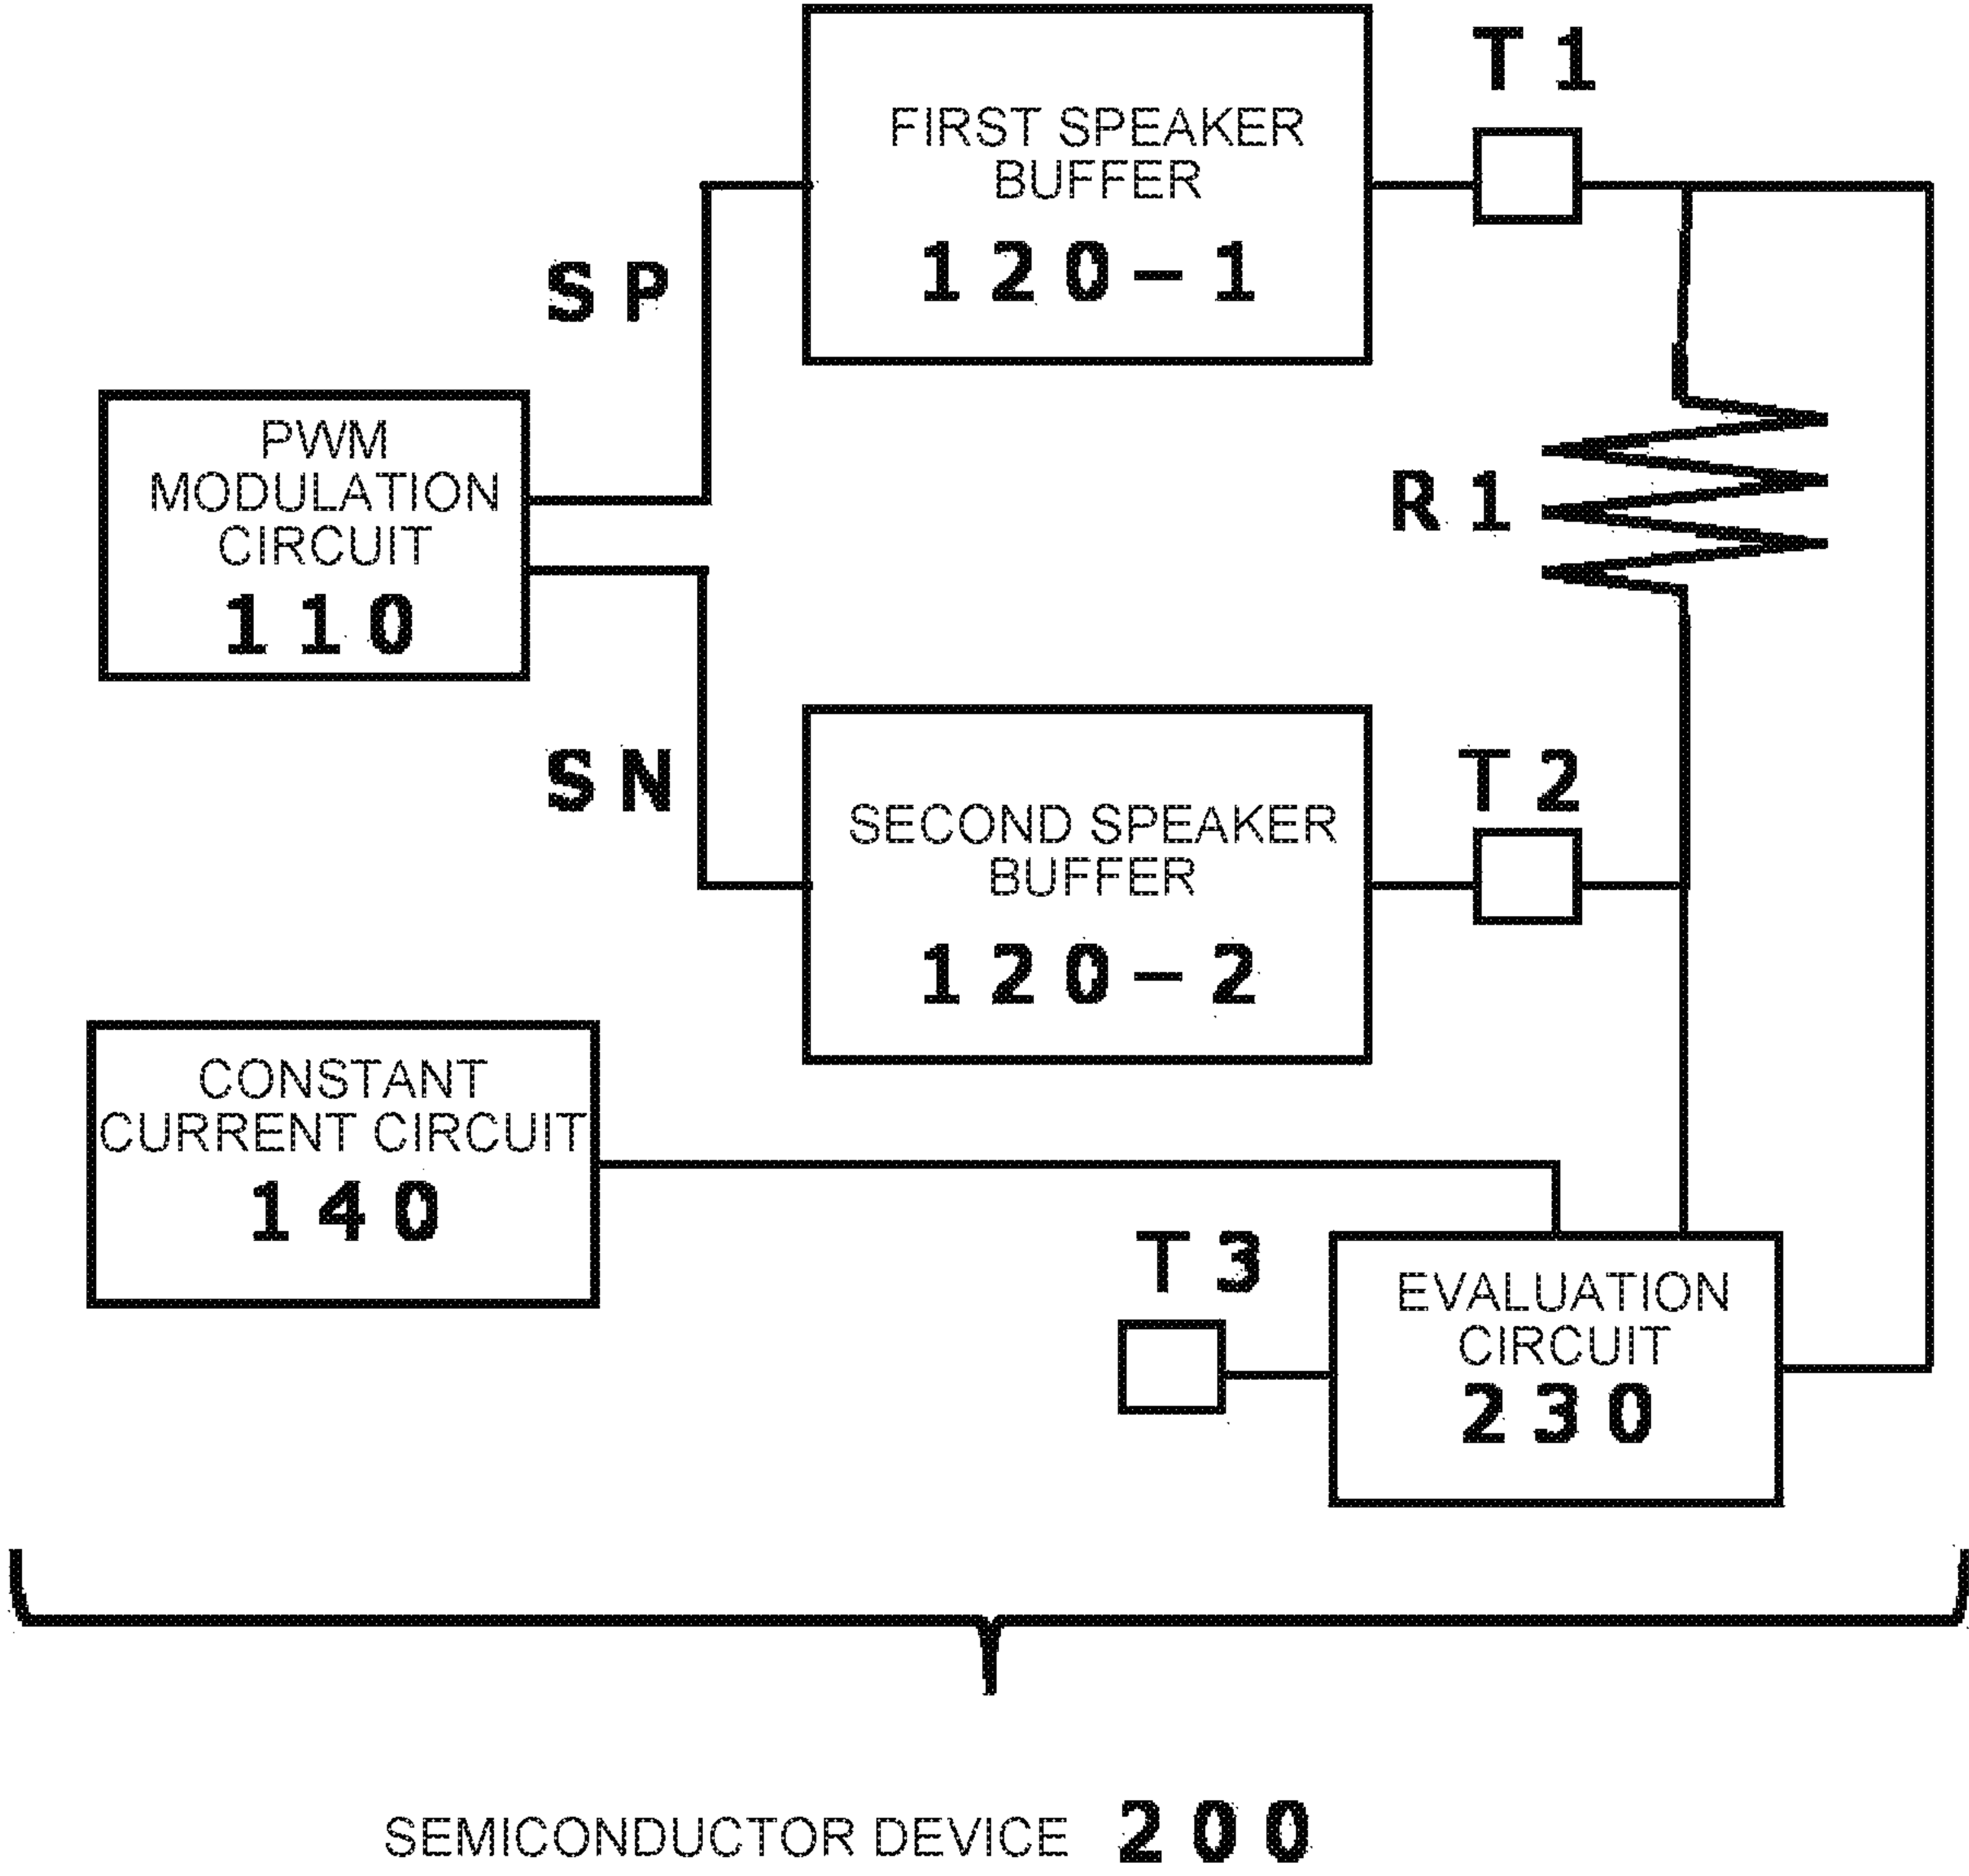 T1
FIRST SPEAKER
BUFFER
120-1
SP
PWM
MODULATION
CIRCUIT
110
R1
SN
T2
SECOND SPEAKER
BUFFER
120-2
CONSTANT
CURRENT CIRCUIT
140
T3
EVALUATION
CIRCUIT
230
SEMICONDUCTOR DEVICE 200